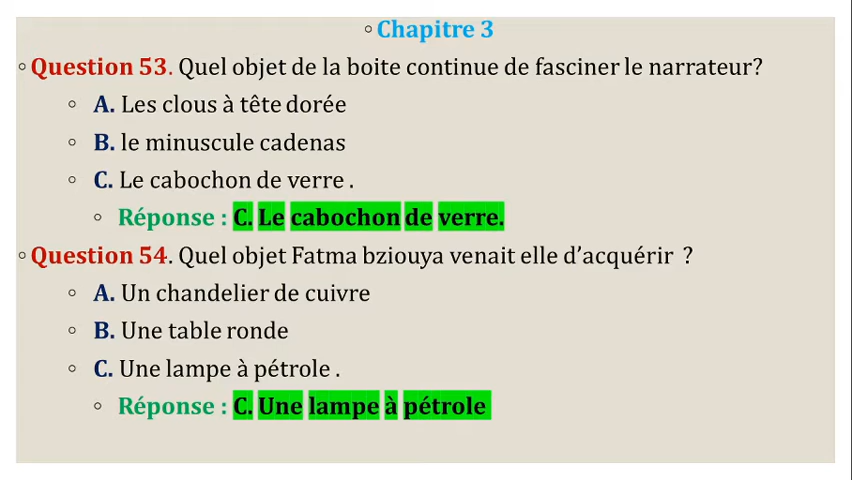 ◦ Chapitre 3
◦ Question 53. Quel objet de la boite continue de fasciner le narrateur?
◦ A. Les clous à tête dorée
◦ B. le minuscule cadenas
◦ C. Le cabochon de verre .
◦ Réponse : C. Le cabochon de verre.
◦ Question 54. Quel objet Fatma bziouya venait elle d’acquérir ?
◦ A. Un chandelier de cuivre
◦ B. Une table ronde
◦ C. Une lampe à pétrole .
◦ Réponse : C. Une lampe à pétrole